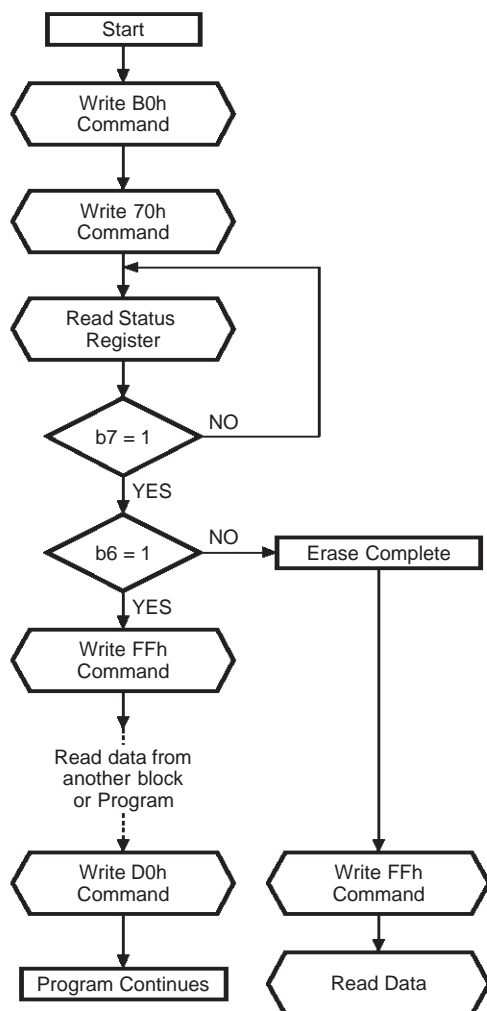 Start
Write B0h
Command
Write 70h
Command
Read Status
Register
b7 = 1
NO
YES
b6 = 1
NO
Erase Complete
YES
Write FFh
Command
Read data from
another block
or Program
Write D0h
Command
Write FFh
Command
Program Continues
Read Data